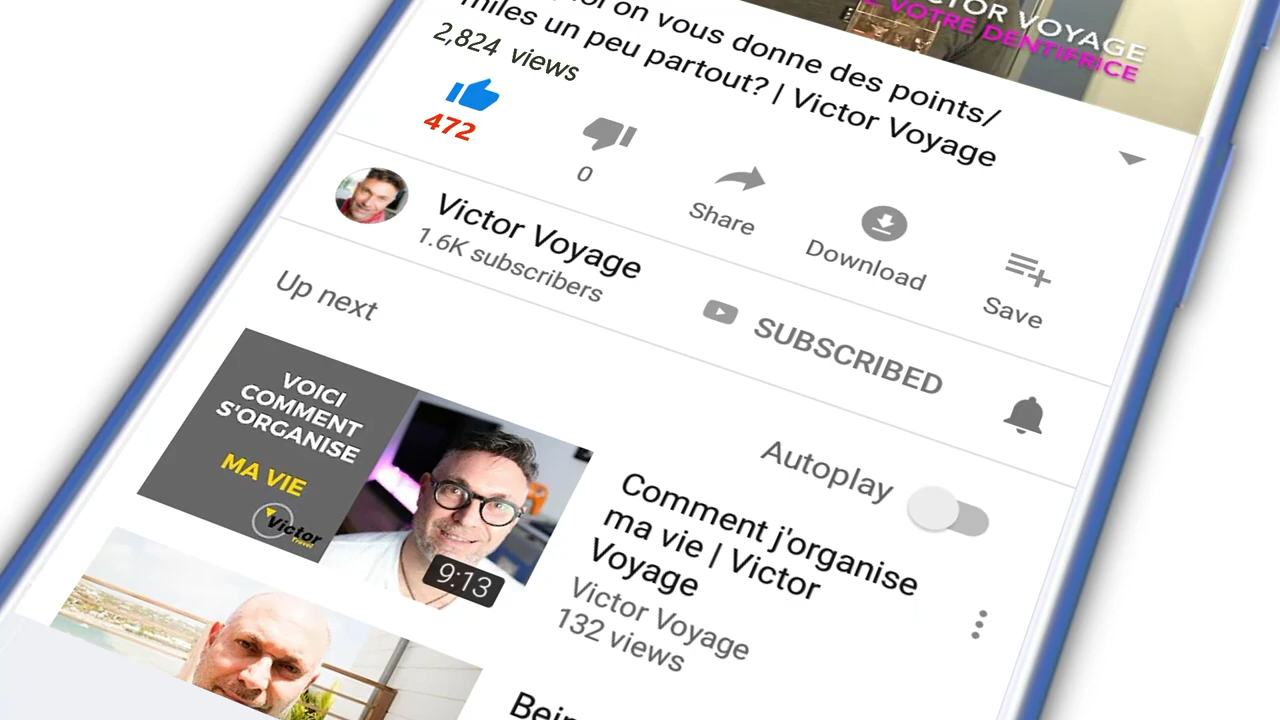 CTOR VOYAGE
VOTRE DENTIFRICE
on vous donne des points/
miles un peu partout? | Victor Voyage
2,824 views
472
0
Share
Download
Save
Victor Voyage
1.6K subscribers
SUBSCRIBED
Up next
Autoplay
VOICI
COMMENT
S'ORGANISE
MA VIE
Victor
Travel
9:13
Comment j'organise
ma vie | Victor
Voyage
Victor Voyage
132 views